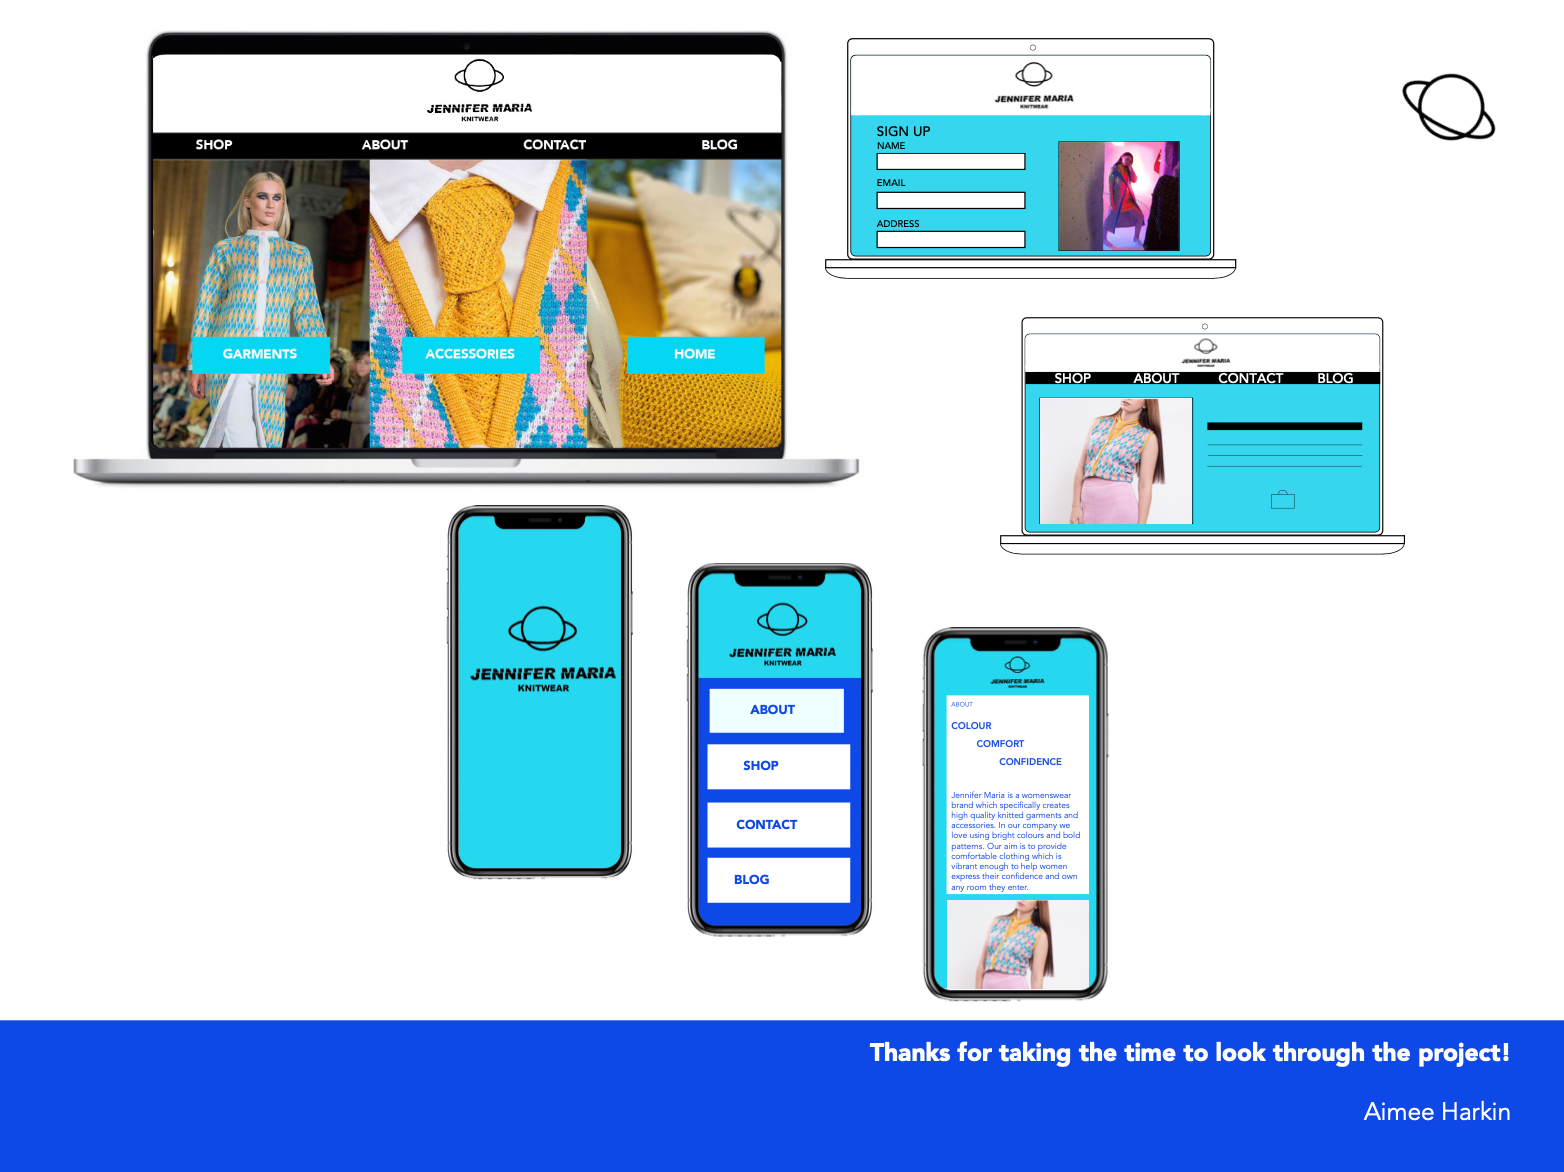 JENNIFER MARIA
KNITWEAR
SHOP ABOUT CONTACT BLOG
GARMENTS ACCESSORIES HOME
JENNIFER MARIA
KNITWEAR
SIGN UP
NAME
EMAIL
ADDRESS
JENNIFER MARIA
KNITWEAR
SHOP ABOUT CONTACT BLOG
JENNIFER MARIA
KNITWEAR
JENNIFER MARIA
KNITWEAR
ABOUT
SHOP
CONTACT
BLOG
JENNIFER MARIA
KNITWEAR
ABOUT
COLOUR
COMFORT
CONFIDENCE
Jennifer Maria is a womenswear
brand which specifically creates
high quality knitted garments and
accessories. In our company we
love using bright colours and bold
patterns. Our aim is to provide
comfortable clothing which is
vibrant enough to help women
express their confidence and own
any room they enter.
Thanks for taking the time to look through the project!
Aimee Harkin